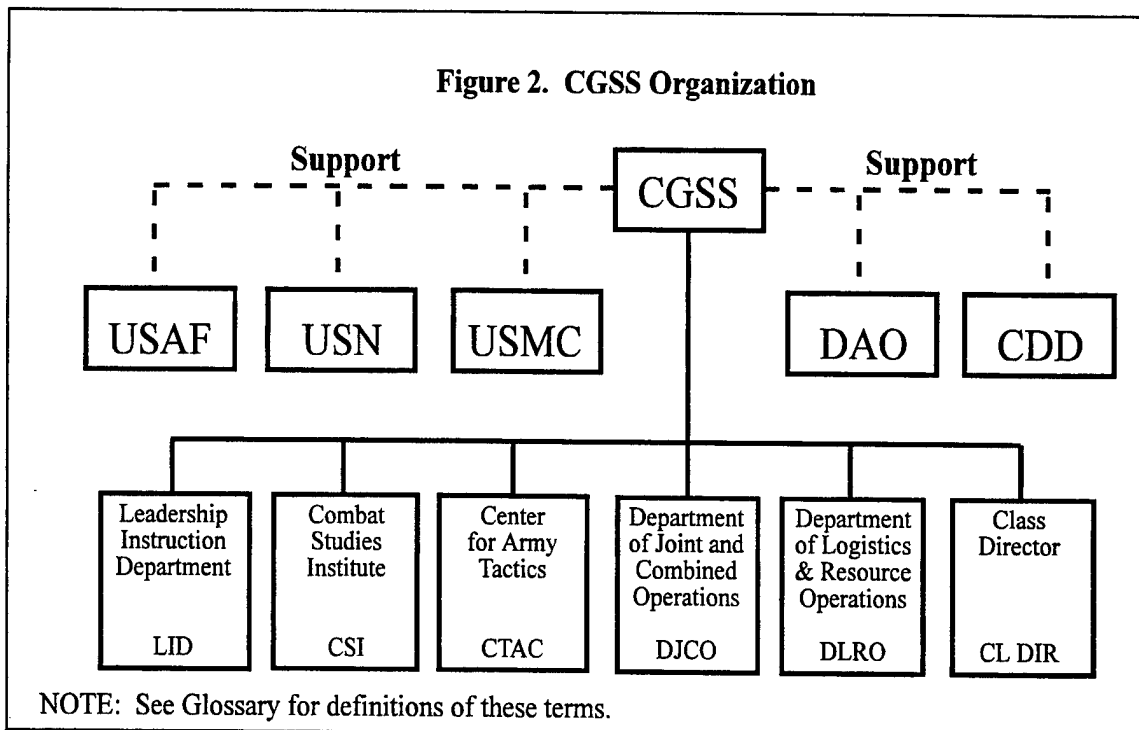 Figure 2. CGSS Organization
Support
Support
CGSS
USAF
USN
USMC
DAO
CDD
Leadership
Instruction
Department
LID
Combat
Studies
Institute
CSI
Center
for Army
Tactics
CTAC
Department
of Joint and
Combined
Operations
DJCO
Department
of Logistics
& Resource
Operations
DLRO
Class
Director
CL DIR
NOTE: See Glossary for definitions of these terms.